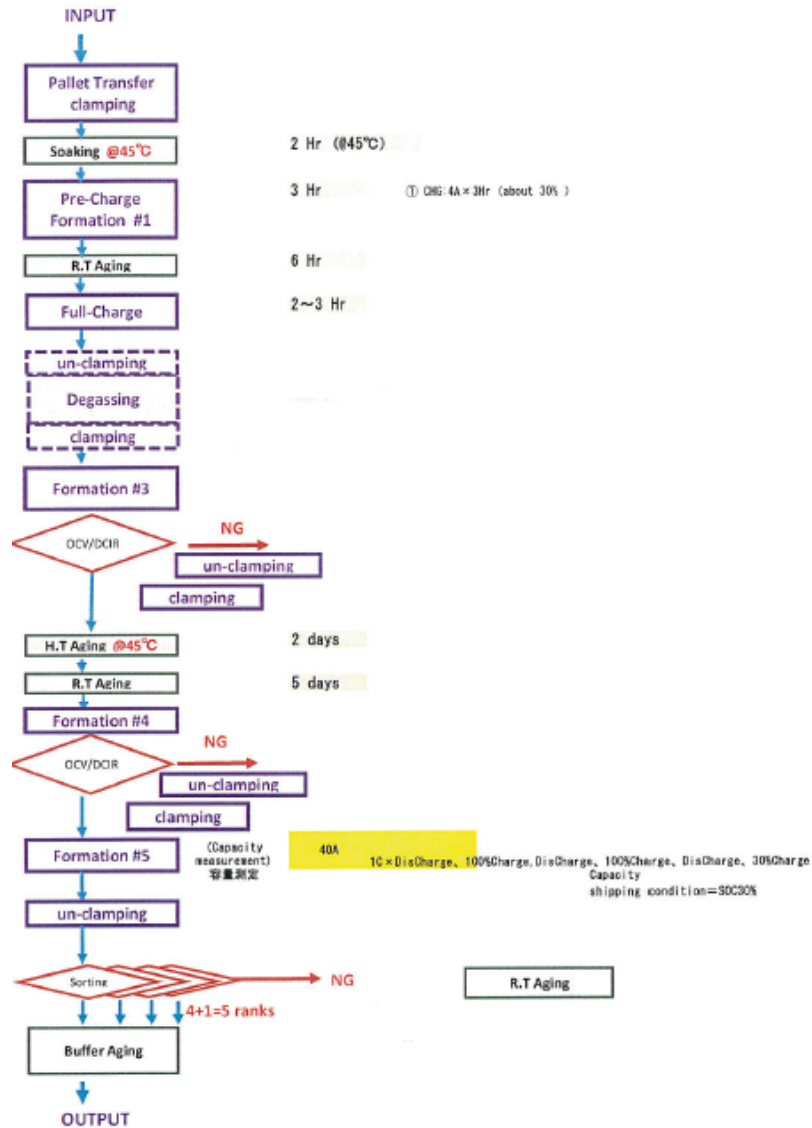 INPUT
Pallet Transfer
clamping
Soaking @45℃
2 Hr (@45℃)
Pre-Charge
Formation #1
3 Hr
① CHG:4A×3Hr (about 30% )
R.T Aging
6 Hr
Full-Charge
2～3 Hr
un-clamping
Degassing
clamping
Formation #3
OCV/DCIR
NG
un-clamping
clamping
H.T Aging @45℃
2 days
R.T Aging
5 days
Formation #4
OCV/DCIR
NG
un-clamping
clamping
Formation #5
(Capacity
measurement)
容量測定
40A
1C×DisCharge、100%Charge,DisCharge、100%Charge、DisCharge、30%Charge
Capacity
shipping condition=SOC30%
un-clamping
Sorting
NG
R.T Aging
4+1=5 ranks
Buffer Aging
OUTPUT